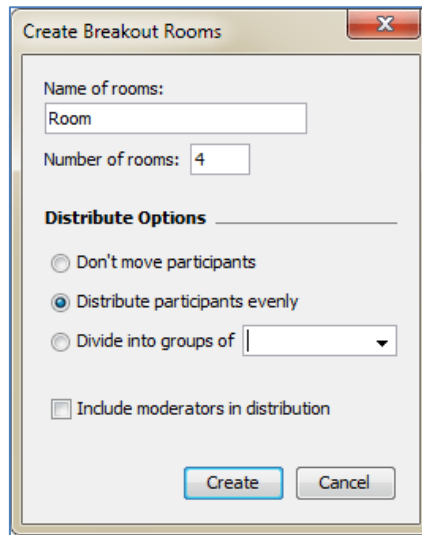 Create Breakout Rooms
Name of rooms:
Room
Number of rooms: 4
Distribute Options
Don't move participants
Distribute participants evenly
Divide into groups of
Include moderators in distribution
Create Cancel